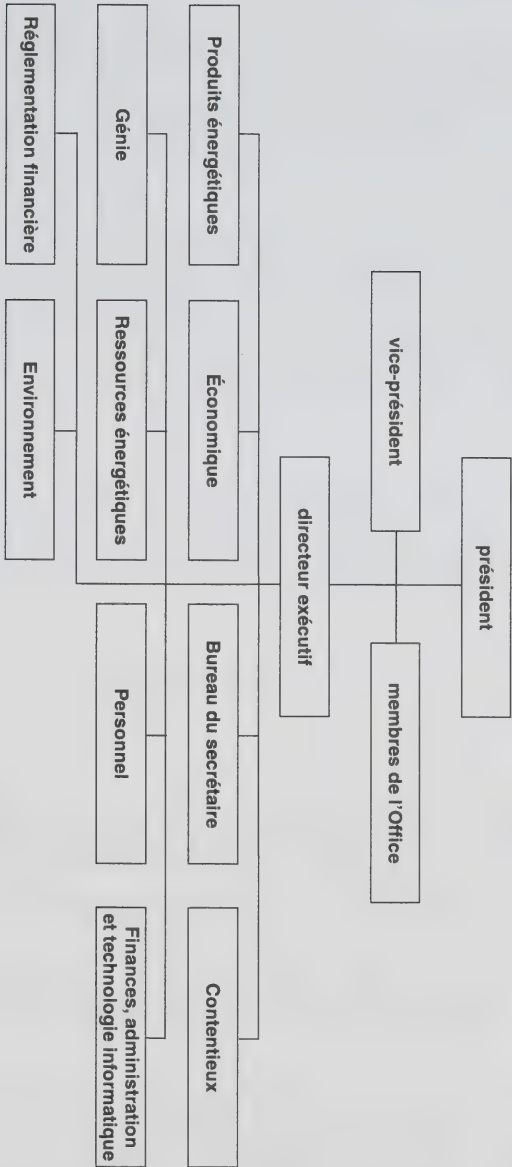 président
vice-président
membres de l'Office
directeur exécutif
Produits énergétiques
Économique
Bureau du secrétaire
Contentieux
Génie
Ressources énergétiques
Personnel
Finances, administration
et technologie informatique
Réglementation financière
Environnement